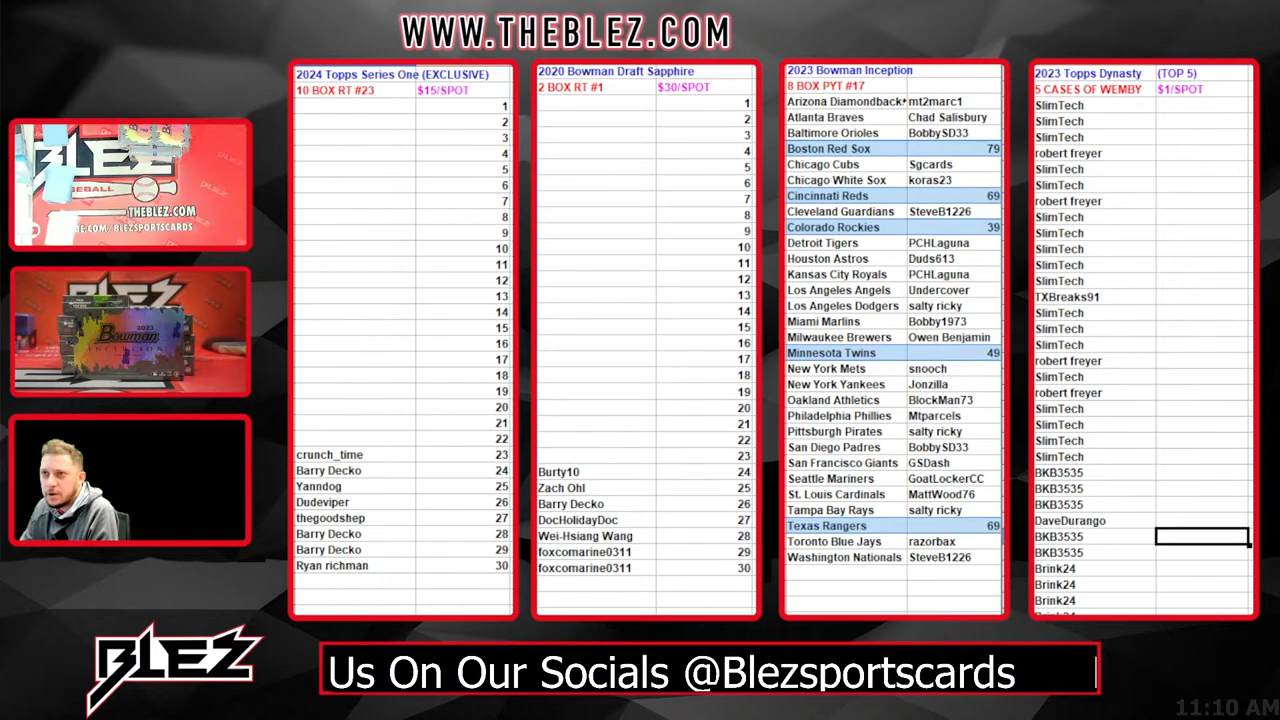 WWW.THEBLEZ.COM
BLEZ
BASEBALL
THEBLEZ.COM
BE.COM/BLEZSPORTSCARDS
BLEZ
2023
Bowman
INCEPTION
2024 Topps Series One (EXCLUSIVE)
10 BOX RT #23 $15/SPOT
1
2
3
4
5
6
7
8
9
10
11
12
13
14
15
16
17
18
19
20
21
22
crunch_time 23
Barry Decko 24
Yanndog 25
Dudeviper 26
thegoodshep 27
Barry Decko 28
Barry Decko 29
Ryan richman 30
2020 Bowman Draft Sapphire
2 BOX RT #1 $30/SPOT
1
2
3
4
5
6
7
8
9
10
11
12
13
14
15
16
17
18
19
20
21
22
23
Burty10 24
Zach Ohl 25
Barry Decko 26
DocHolidayDoc 27
Wei-Hsiang Wang 28
foxcomarine0311 29
foxcomarine0311 30
2023 Bowman Inception
8 BOX PYT #17
Arizona Diamondback mt2marc1
Atlanta Braves Chad Salisbury
Baltimore Orioles BobbySD33
Boston Red Sox 79
Chicago Cubs Sgcards
Chicago White Sox koras23
Cincinnati Reds 69
Cleveland Guardians SteveB1226
Colorado Rockies 39
Detroit Tigers PCHLaguna
Houston Astros Duds613
Kansas City Royals PCHLaguna
Los Angeles Angels Undercover
Los Angeles Dodgers salty ricky
Miami Marlins Bobby1973
Milwaukee Brewers Owen Benjamin
Minnesota Twins 49
New York Mets snooch
New York Yankees Jonzilla
Oakland Athletics BlockMan73
Philadelphia Phillies Mtparcels
Pittsburgh Pirates salty ricky
San Diego Padres BobbySD33
San Francisco Giants GSDash
Seattle Mariners GoatLockerCC
St. Louis Cardinals MattWood76
Tampa Bay Rays salty ricky
Texas Rangers 69
Toronto Blue Jays razorbax
Washington Nationals SteveB1226
2023 Topps Dynasty (TOP 5)
5 CASES OF WEMBY $1/SPOT
SlimTech
SlimTech
SlimTech
robert freyer
SlimTech
SlimTech
robert freyer
SlimTech
SlimTech
SlimTech
SlimTech
SlimTech
TXBreaks91
SlimTech
SlimTech
SlimTech
robert freyer
SlimTech
robert freyer
SlimTech
SlimTech
SlimTech
SlimTech
BKB3535
BKB3535
BKB3535
DaveDurango
BKB3535
BKB3535
Brink24
Brink24
Brink24
BLEZ
Us On Our Socials @Blezsportscards
11:10 AM